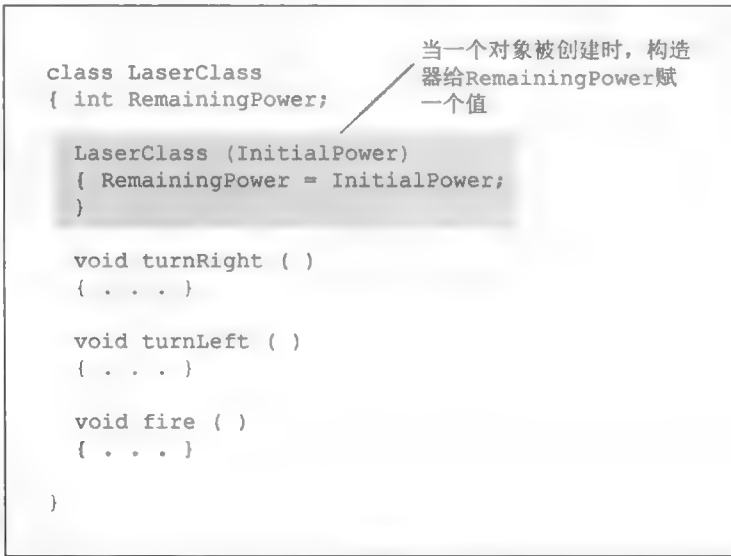 当一个对象被创建时，构造
器给RemainingPower赋
一个值
class LaserClass
{ int RemainingPower;
LaserClass (InitialPower)
{ RemainingPower = InitialPower;
}
void turnRight ( )
{ . . . }
void turnLeft ( )
{ . . . }
void fire ( )
{ . . . }
}